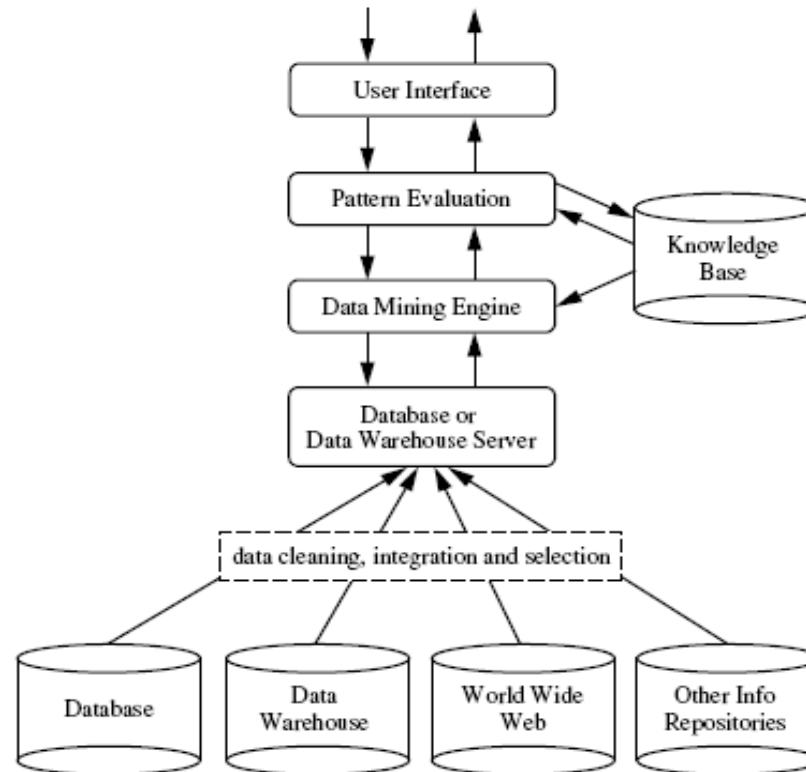 User Interface
Pattern Evaluation
Knowledge
Base
Data Mining Engine
Database or
Data Warehouse Server
data cleaning, integration and selection
Database
Data
Warehouse
World Wide
Web
Other Info
Repositories